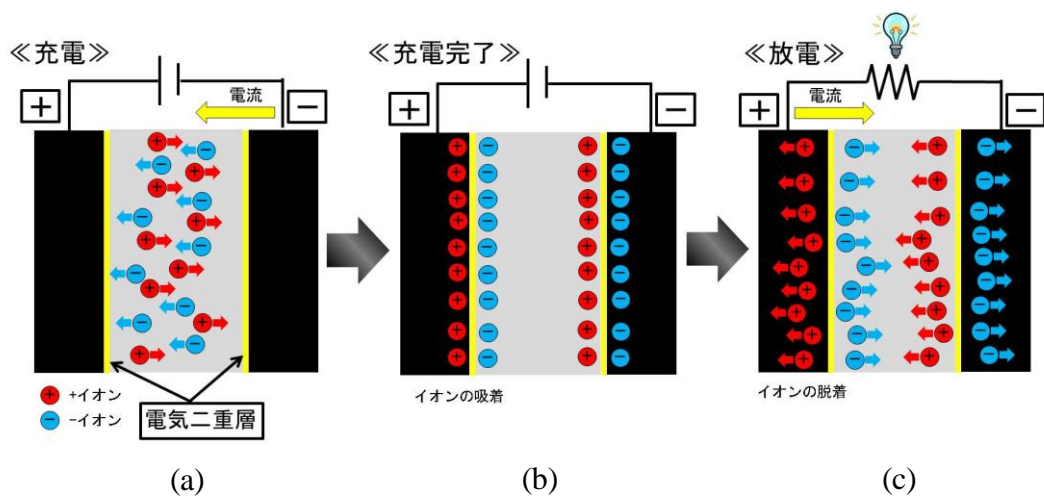 ≪充電≫
+
電流
−
+イオン
−イオン
電気二重層
(a)
≪充電完了≫
+
−
イオンの吸着
(b)
≪放電≫
+
電流
−
イオンの脱着
(c)